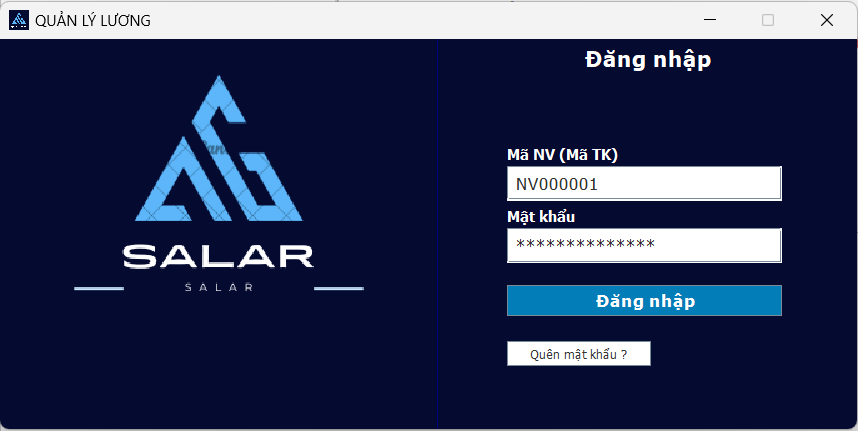 QUẢN LÝ LƯƠNG
SALAR
SALAR
Đăng nhập
Mã NV (Mã TK)
NV000001
Mật khẩu
**************
Đăng nhập
Quên mật khẩu ?